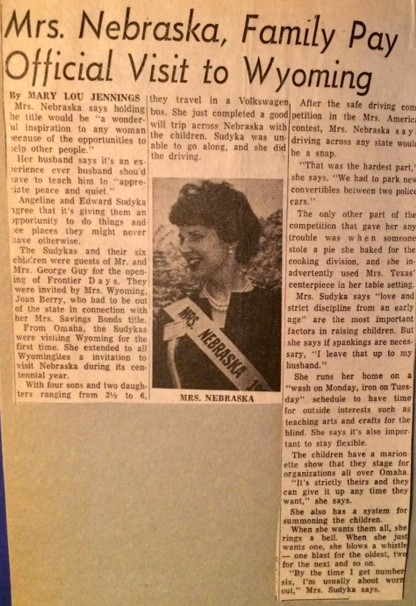 Mrs. Nebraska, Family Pay
Official Visit to Wyoming
By MARY LOU JENNINGS
Mrs. Nebraska says holding
the title would be "a wonder-
ul inspiration to any woman
because of the opportunities to
help other people."
Her husband says it's an ex-
perience ever husband shou'd
ave to teach him to "appre-
iate peace and quiet."
Angeline and Edward Sudyka
agree that it's giving them an
opportunity to do things and
ee places they might never
have otherwise.
The Sudykas and their six
children were guests of Mr. and
Mrs. George Guy for the open-
ing of Frontier Days. They
were invited by Mrs. Wyoming,
Joan Berry, who had to be out
of the state in connection with
her Mrs. Savings Bonds title.
From Omaha, the Sudykas
were visiting Wyoming for the
first time. She extended to all
Wyomingites a invitation to
visit Nebraska during its cen-
tennial year.
With four sons and two daugh-
ters ranging from 2½ to 6,
they travel in a Volkswagen
bus. She just completed a good
will trip across Nebraska with
the children. Sudyka was un-
able to go along, and she did
the driving.
MRS. NEBRASKA 1
MRS. NEBRASKA
After the safe driving com
petition in the Mrs. America
contest, Mrs. Nebraska say
driving across any state would
be a snap.
"That was the hardest part,"
she says. "We had to park new
convertibles between two police
cars."
The only other part of the
competition that gave her any
trouble was when someone
stole a pie she baked for the
cooking division, and she in-
advertently used Mrs. Texas'
centerpiece in her table setting.
Mrs. Sudyka says "love and
strict discipline from an early
age" are the most important
factors in raising children. But
she says if spankings are neces-
sary, "I leave that up to my
husband."
She runs her home on a
"wash on Monday, iron on Tues-
day" schedule to have time
for outside interests such as
teaching arts and crafts for the
blind. She says it's also impor-
tant to stay flexible.
The children have a marion-
ette show that they stage for
organizations all over Omaha.
"It's strictly theirs and they
can give it up any time they
want," she says.
She also has a system for
summoning the children.
When she wants them all, she
rings a bell. When she just
wants one, she blows a whistle
— one blast for the oldest, two
for the next and so on.
"By the time I get number
six, I'm usually about worn
out," Mrs. Sudyka says.